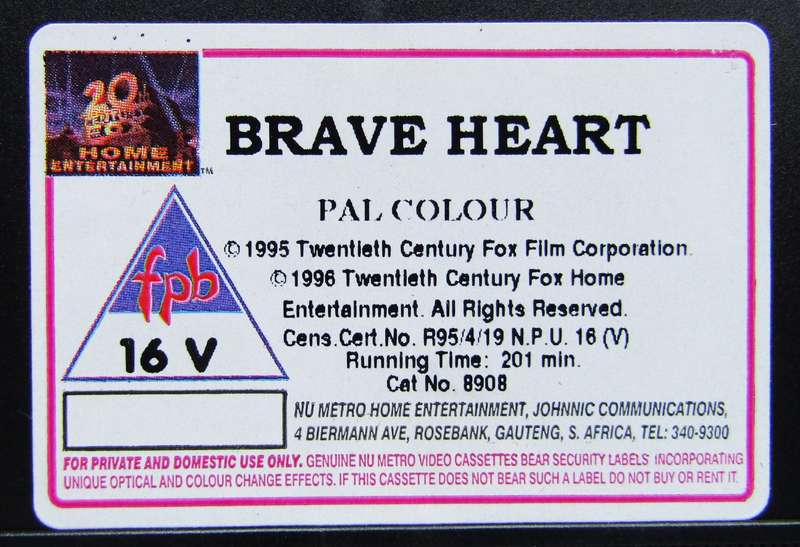 20
CENTURY
FOX
HOME
ENTERTAINMENT
TM
BRAVE HEART
PAL COLOUR
© 1995 Twentieth Century Fox Film Corporation.
© 1996 Twentieth Century Fox Home
Entertainment. All Rights Reserved.
Cens.Cert.No. R95/4/19 N.P.U. 16 (V)
Running Time: 201 min.
Cat No. 8908
fpb
16 V
NU METRO HOME ENTERTAINMENT, JOHNNIC COMMUNICATIONS,
4 BIERMANN AVE, ROSEBANK, GAUTENG, S. AFRICA, TEL: 340-9300
FOR PRIVATE AND DOMESTIC USE ONLY. GENUINE NU METRO VIDEO CASSETTES BEAR SECURITY LABELS INCORPORATING
UNIQUE OPTICAL AND COLOUR CHANGE EFFECTS. IF THIS CASSETTE DOES NOT BEAR SUCH A LABEL DO NOT BUY OR RENT IT.